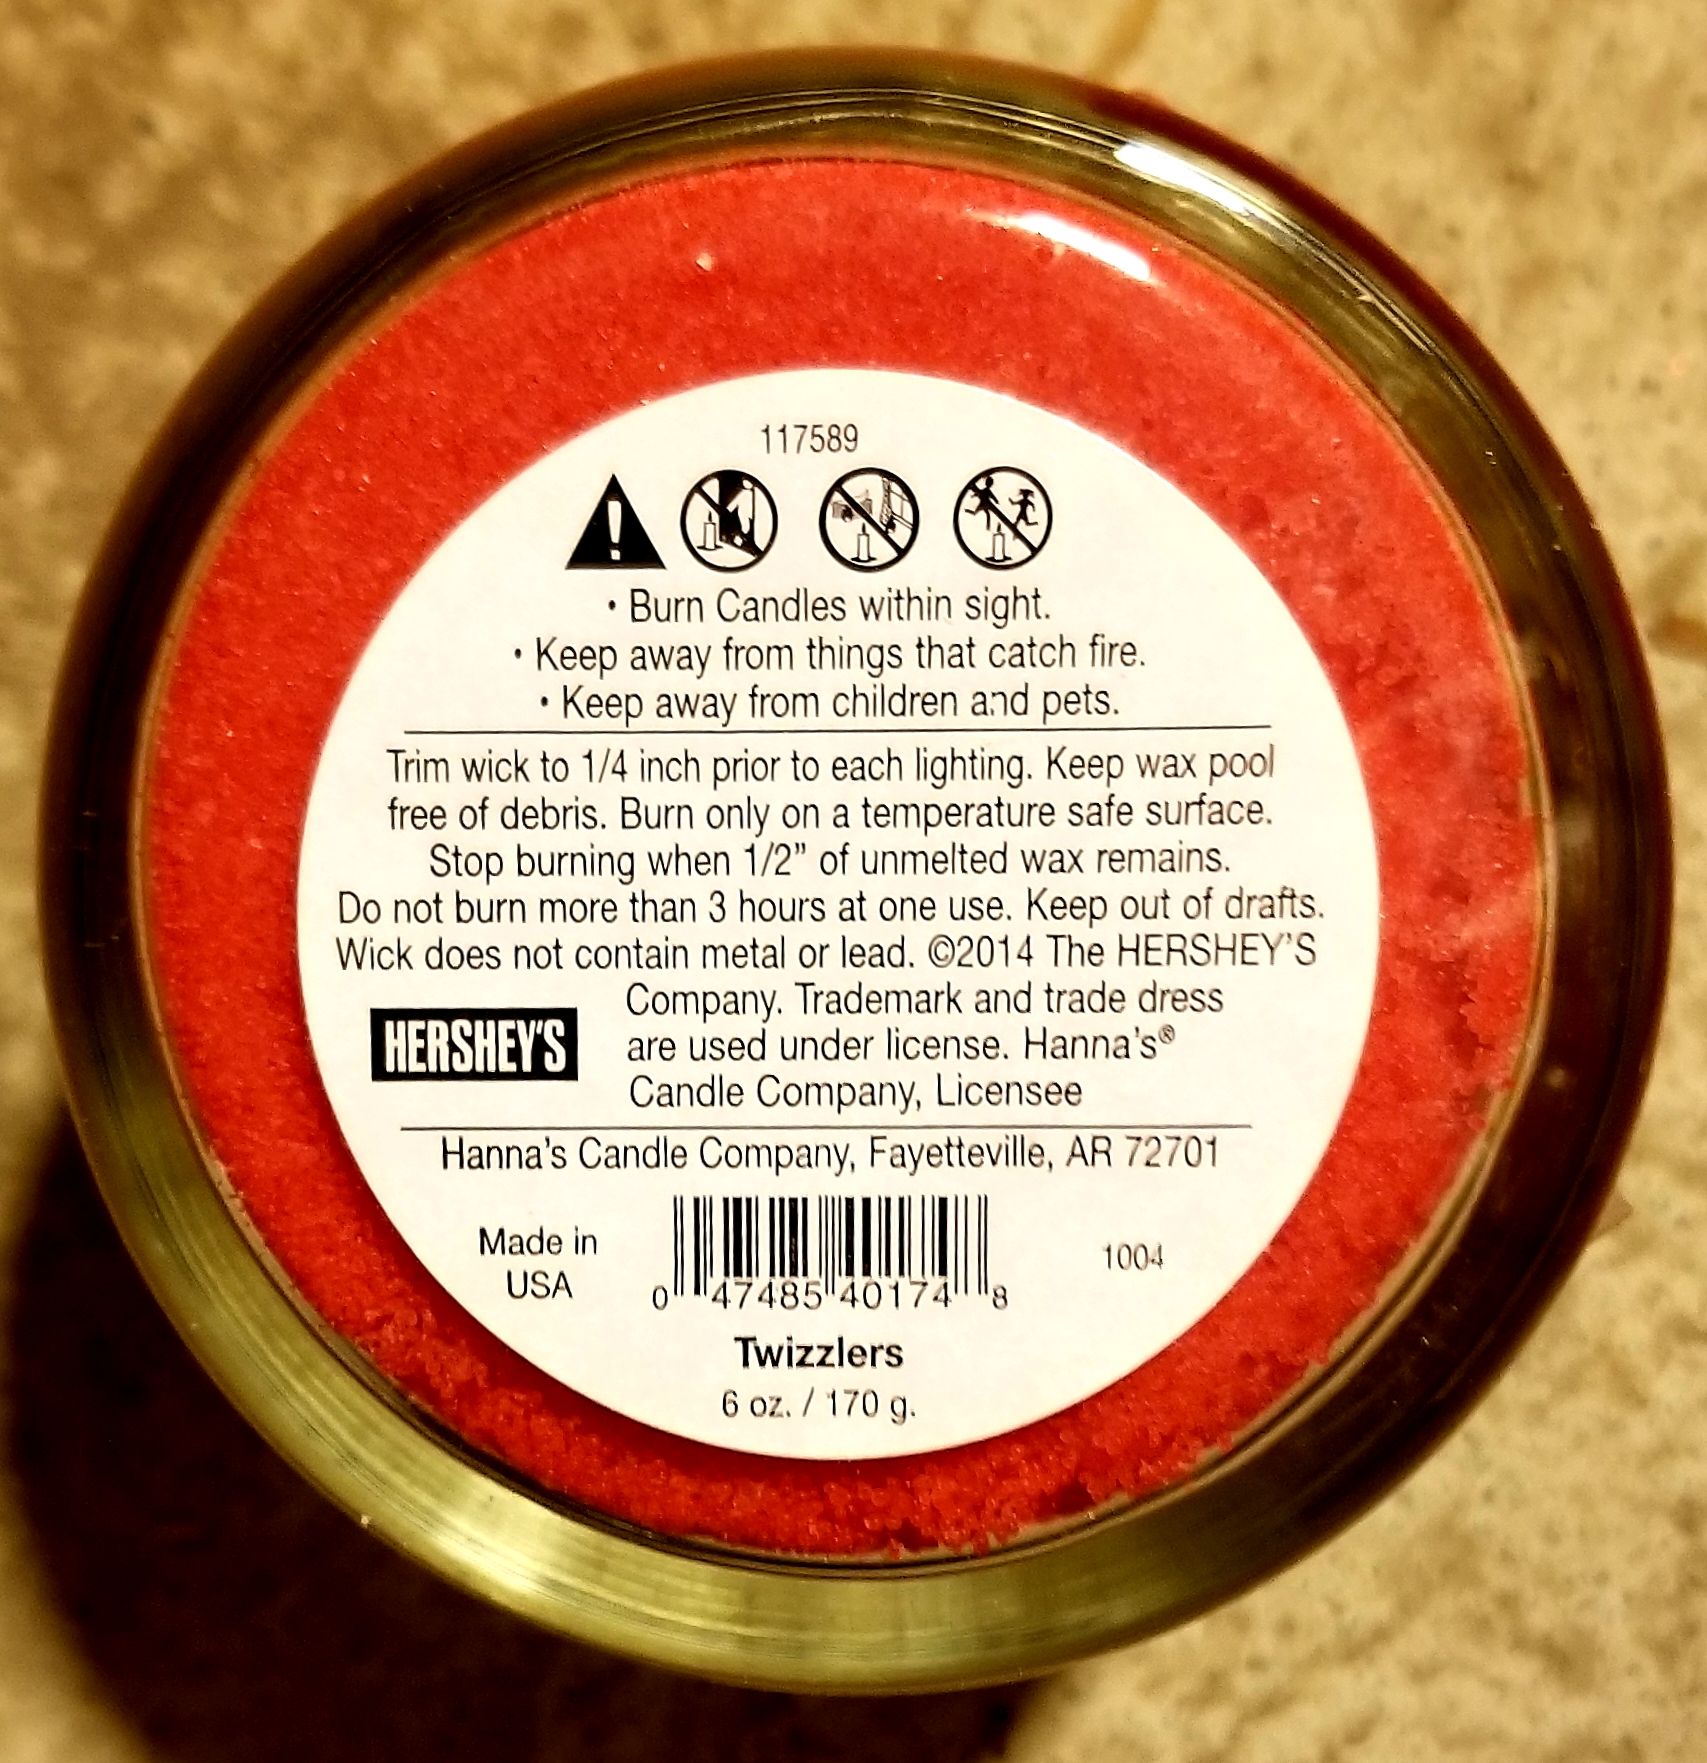 117589
• Burn Candles within sight.
• Keep away from things that catch fire.
• Keep away from children and pets.
Trim wick to 1/4 inch prior to each lighting. Keep wax pool
free of debris. Burn only on a temperature safe surface.
Stop burning when 1/2” of unmelted wax remains.
Do not burn more than 3 hours at one use. Keep out of drafts.
Wick does not contain metal or lead. ©2014 The HERSHEY'S
Company. Trademark and trade dress
HERSHEY'S are used under license. Hanna's®
Candle Company, Licensee
Hanna's Candle Company, Fayetteville, AR 72701
Made in
USA
0 47485 40174 8
1004
Twizzlers
6 oz. / 170 g.